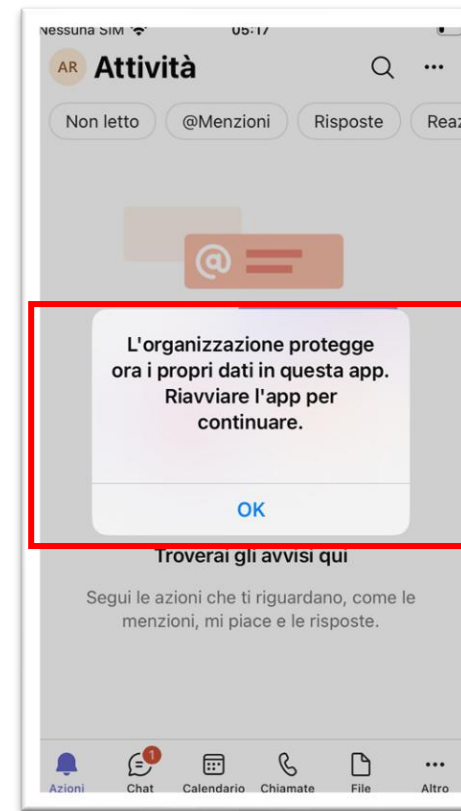 Nessuna SIM 05:17
AR Attività
Non letto @Menzioni Risposte Reaz
@
L'organizzazione protegge
ora i propri dati in questa app.
Riavviare l'app per
continuare.
OK
Troverai gli avvisi qui
Segui le azioni che ti riguardano, come le
menzioni, mi piace e le risposte.
1
Azioni Chat Calendario Chiamate File Altro